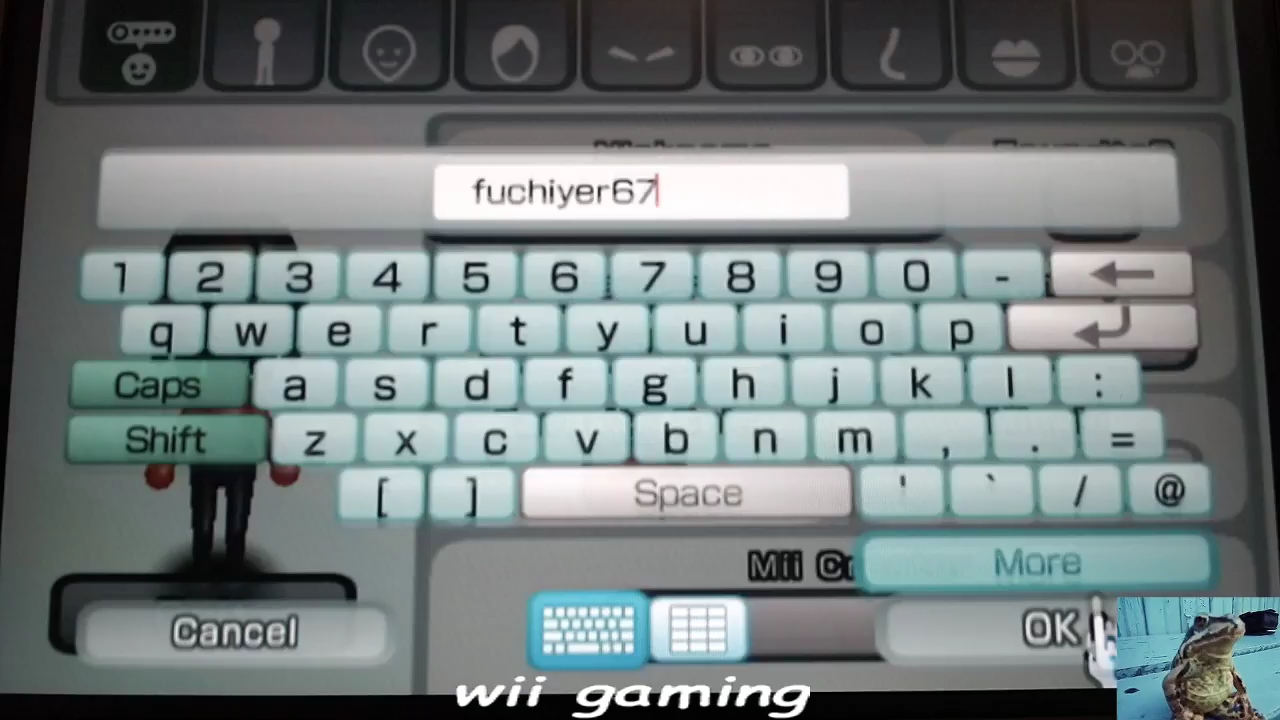 fuchiyer67
1 2 3 4 5 6 7 8 9 0 -
q w e r t y u i o p
Caps a s d f g h j k l :
Shift z x c v b n m , . =
[ ] Space ' ` / @
Mii More
Cancel OK
wii gaming